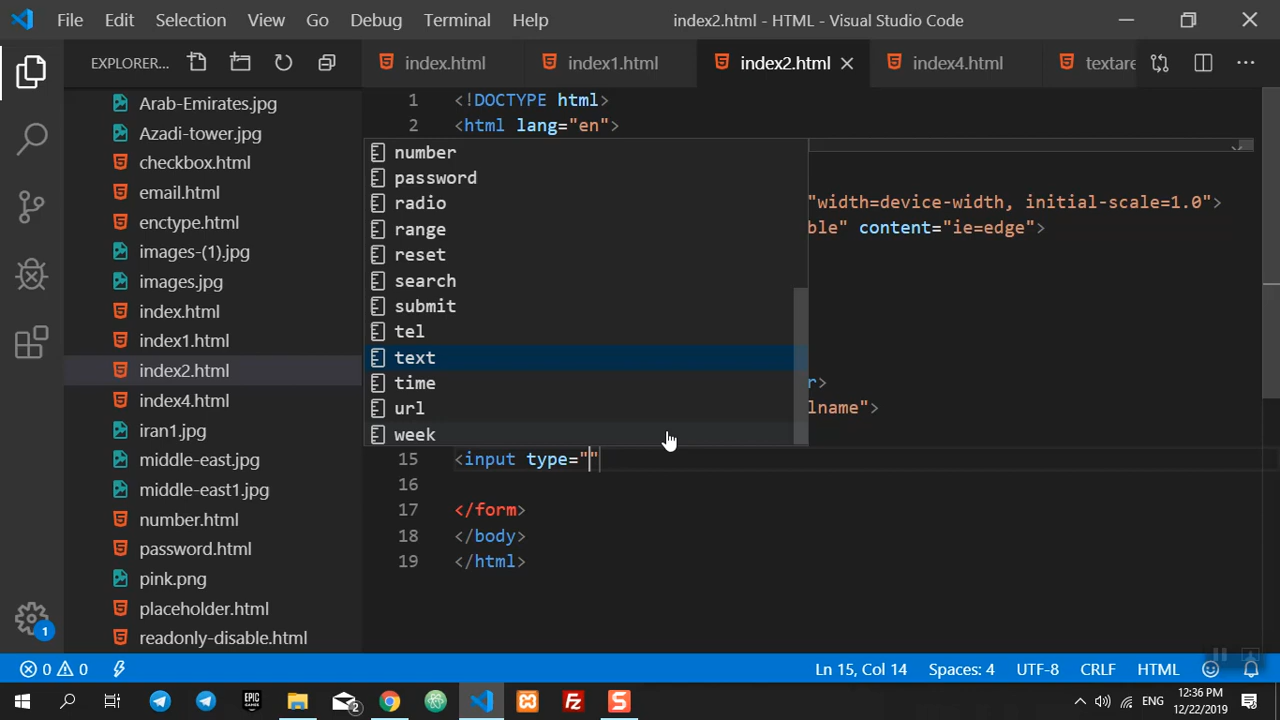 File Edit Selection View Go Debug Terminal Help index2.html - HTML - Visual Studio Code
EXPLORER... index.html index1.html index2.html index4.html textare
Arab-Emirates.jpg
Azadi-tower.jpg
checkbox.html
email.html
enctype.html
images-(1).jpg
images.jpg
index.html
index1.html
index2.html
index4.html
iran1.jpg
middle-east.jpg
middle-east1.jpg
number.html
password.html
pink.png
placeholder.html
readonly-disable.html
1 <!DOCTYPE html>
2 <html lang="en">
number
password
radio
range
reset
search
submit
tel
text
time
url
week
"width=device-width, initial-scale=1.0">
ble" content="ie=edge">
r>
lname">
15 <input type=""
16
17 </form>
18 </body>
19 </html>
1
0 0 Ln 15, Col 14 Spaces: 4 UTF-8 CRLF HTML
EPIC GAMES 2 S ENG 12:36 PM
12/22/2019